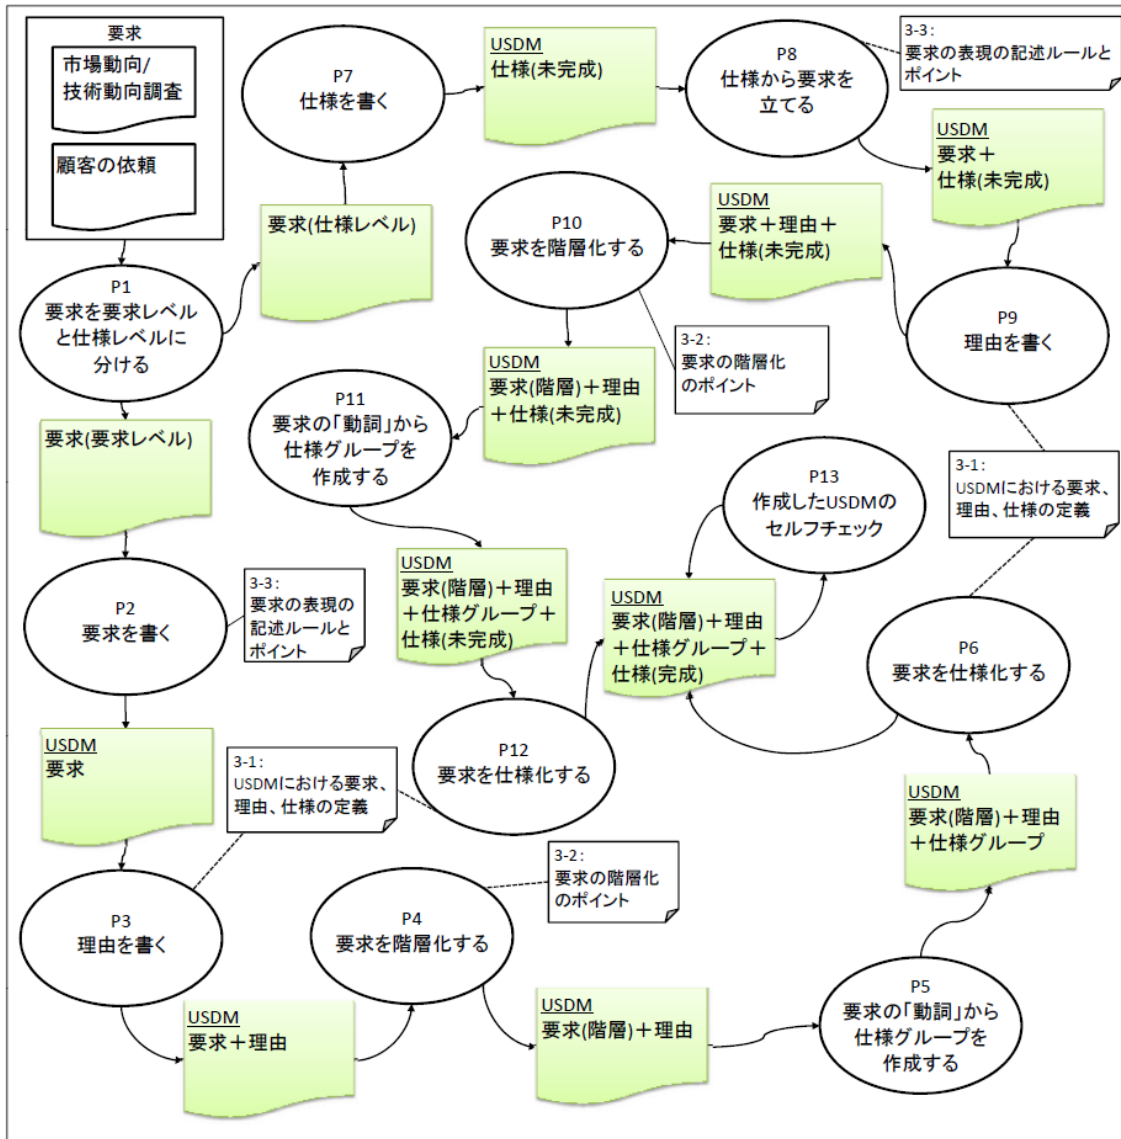 要求
市場動向/
技術動向調査
顧客の依頼
P1
要求を要求レベル
と仕様レベルに
分ける
要求(仕様レベル)
P7
仕様を書く
USDM
仕様(未完成)
P8
仕様から要求を
立てる
3-3:
要求の表現の記述ルールと
ポイント
USDM
要求＋
仕様(未完成)
P9
理由を書く
USDM
要求＋理由＋
仕様(未完成)
P10
要求を階層化する
3-2:
要求の階層化
のポイント
USDM
要求(階層)＋理由
＋仕様(未完成)
P11
要求の「動詞」から
仕様グループを
作成する
USDM
要求(階層)＋理由
＋仕様グループ＋
仕様(未完成)
P12
要求を仕様化する
USDM
要求(階層)＋理由
＋仕様グループ＋
仕様(完成)
P13
作成したUSDMの
セルフチェック
3-1:
USDMにおける要求、
理由、仕様の定義
要求(要求レベル)
P2
要求を書く
3-3:
要求の表現の
記述ルールと
ポイント
USDM
要求
3-1:
USDMにおける要求、
理由、仕様の定義
P3
理由を書く
USDM
要求＋理由
P4
要求を階層化する
3-2:
要求の階層化
のポイント
USDM
要求(階層)＋理由
P5
要求の「動詞」から
仕様グループを
作成する
USDM
要求(階層)＋理由
＋仕様グループ
P6
要求を仕様化する